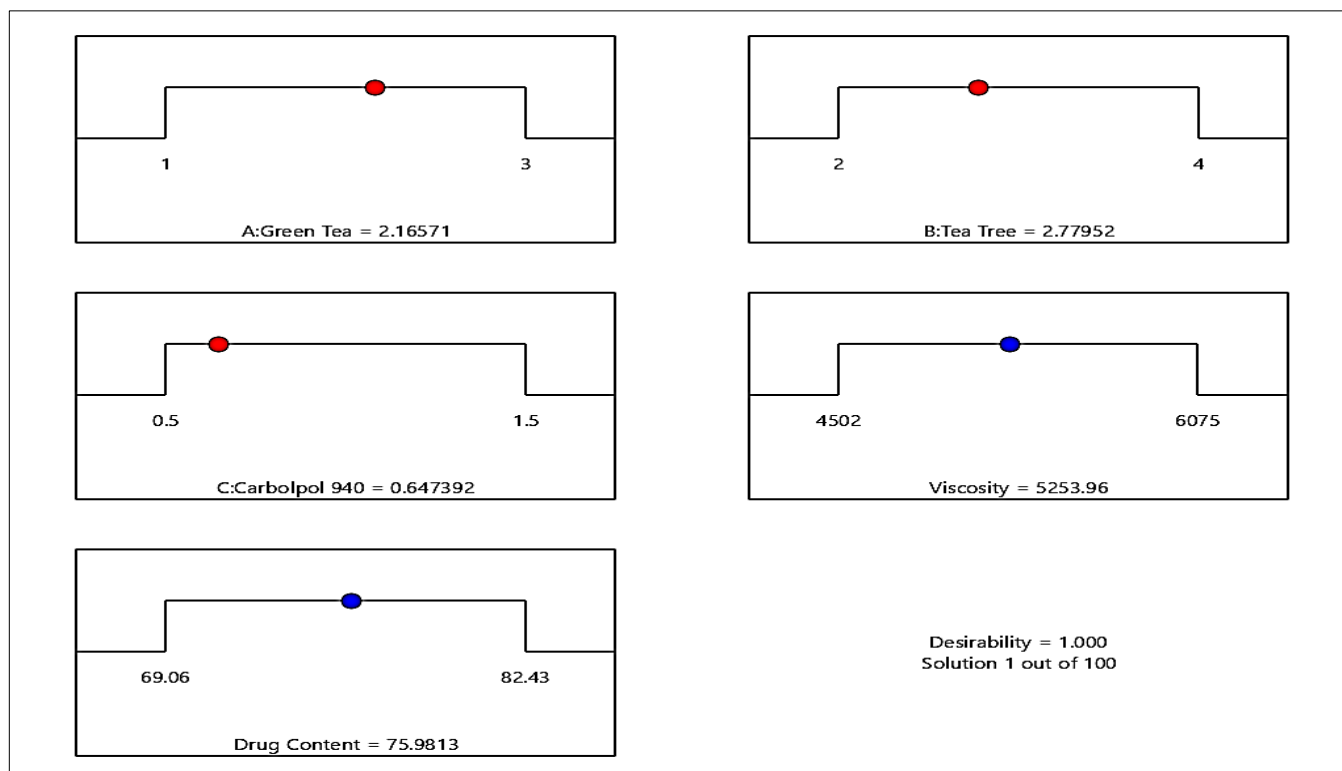 1
3
A:Green Tea = 2.16571
2
4
B:Tea Tree = 2.77952
0.5
1.5
C:Carbolpol 940 = 0.647392
4502
6075
Viscosity = 5253.96
69.06
82.43
Drug Content = 75.9813
Desirability = 1.000
Solution 1 out of 100